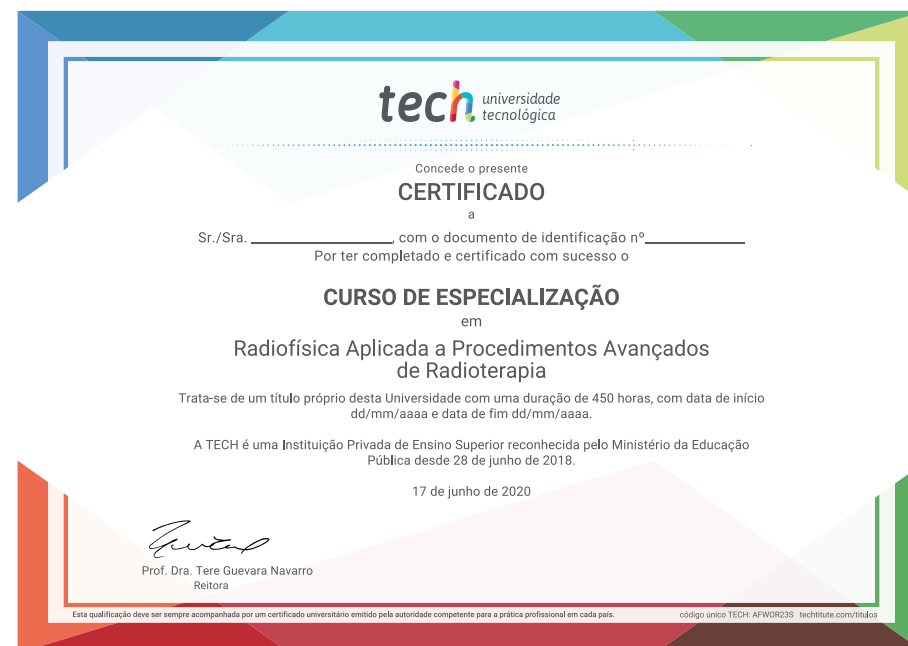 tech universidade
tecnológica
Concede o presente
CERTIFICADO
a
Sr./Sra. , com o documento de identificação nº
Por ter completado e certificado com sucesso o
CURSO DE ESPECIALIZAÇÃO
em
Radiofísica Aplicada a Procedimentos Avançados
de Radioterapia
Trata-se de um título próprio desta Universidade com uma duração de 450 horas, com data de início
dd/mm/aaaa e data de fim dd/mm/aaaa.
A TECH é uma Instituição Privada de Ensino Superior reconhecida pelo Ministério da Educação
Pública desde 28 de junho de 2018.
17 de junho de 2020
Prof. Dra. Tere Guevara Navarro
Reitora
Esta qualificação deve ser sempre acompanhada por um certificado universitário emitido pela autoridade competente para a prática profissional em cada país. código único TECH: AFWOR23S techtitute.com/titulos